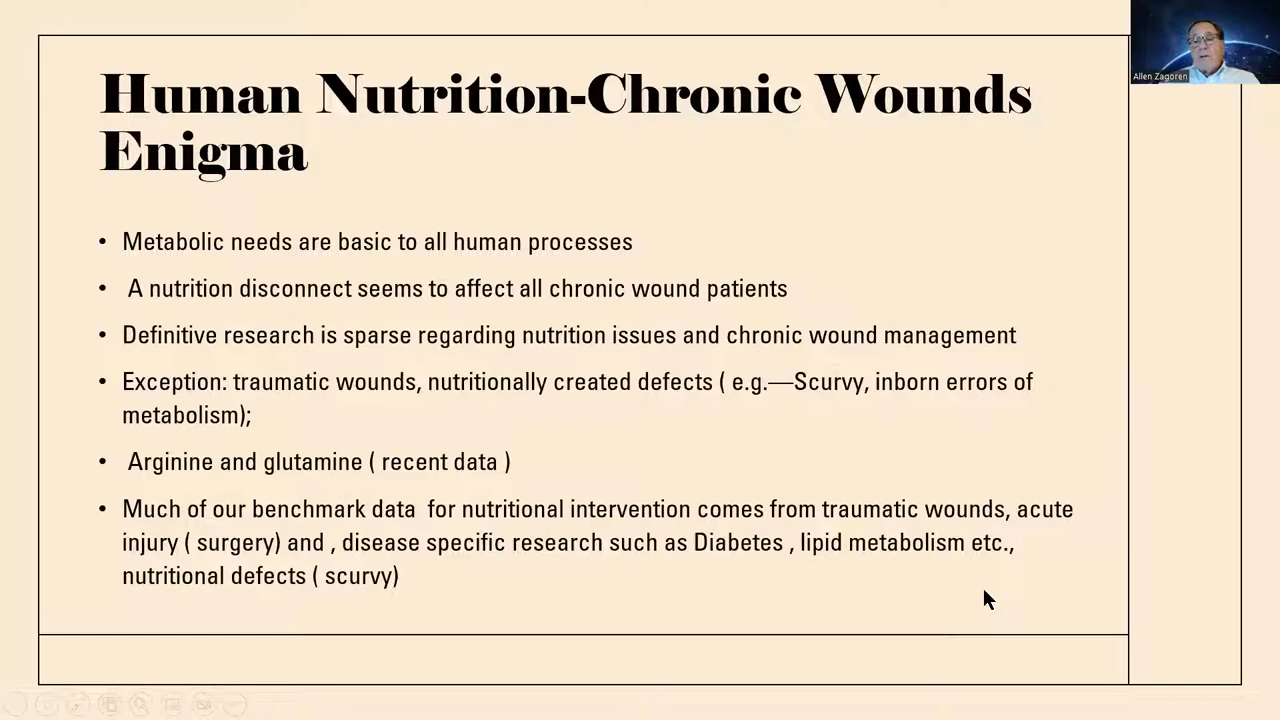 Allen Zagoren
Human Nutrition-Chronic Wounds
Enigma
• Metabolic needs are basic to all human processes
• A nutrition disconnect seems to affect all chronic wound patients
• Definitive research is sparse regarding nutrition issues and chronic wound management
• Exception: traumatic wounds, nutritionally created defects ( e.g.—Scurvy, inborn errors of
metabolism);
• Arginine and glutamine ( recent data )
• Much of our benchmark data for nutritional intervention comes from traumatic wounds, acute
injury ( surgery) and , disease specific research such as Diabetes , lipid metabolism etc.,
nutritional defects ( scurvy)